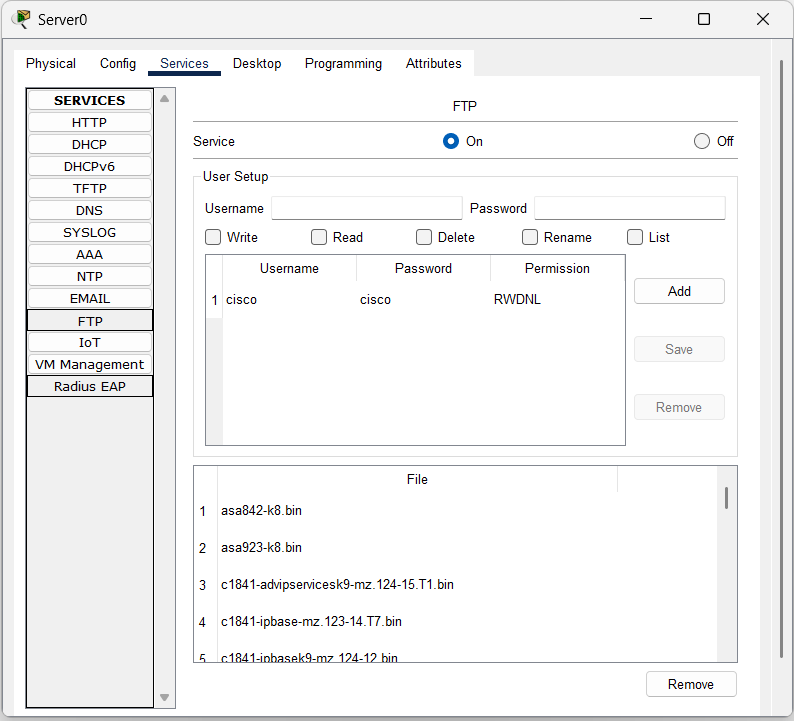 Server0
Physical Config Services Desktop Programming Attributes
SERVICES
HTTP
DHCP
DHCPv6
TFTP
DNS
SYSLOG
AAA
NTP
EMAIL
FTP
IoT
VM Management
Radius EAP
FTP
Service On Off
User Setup
Username Password
Write Read Delete Rename List
Username Password Permission
1 cisco cisco RWDNL
Add
Save
Remove
File
1 asa842-k8.bin
2 asa923-k8.bin
3 c1841-advipservicesk9-mz.124-15.T1.bin
4 c1841-ipbase-mz.123-14.T7.bin
5 c1841-ipbasek9-mz.124-12.bin
Remove